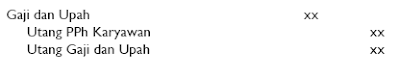 Gaji dan Upah xx
Utang PPh Karyawan xx
Utang Gaji dan Upah xx